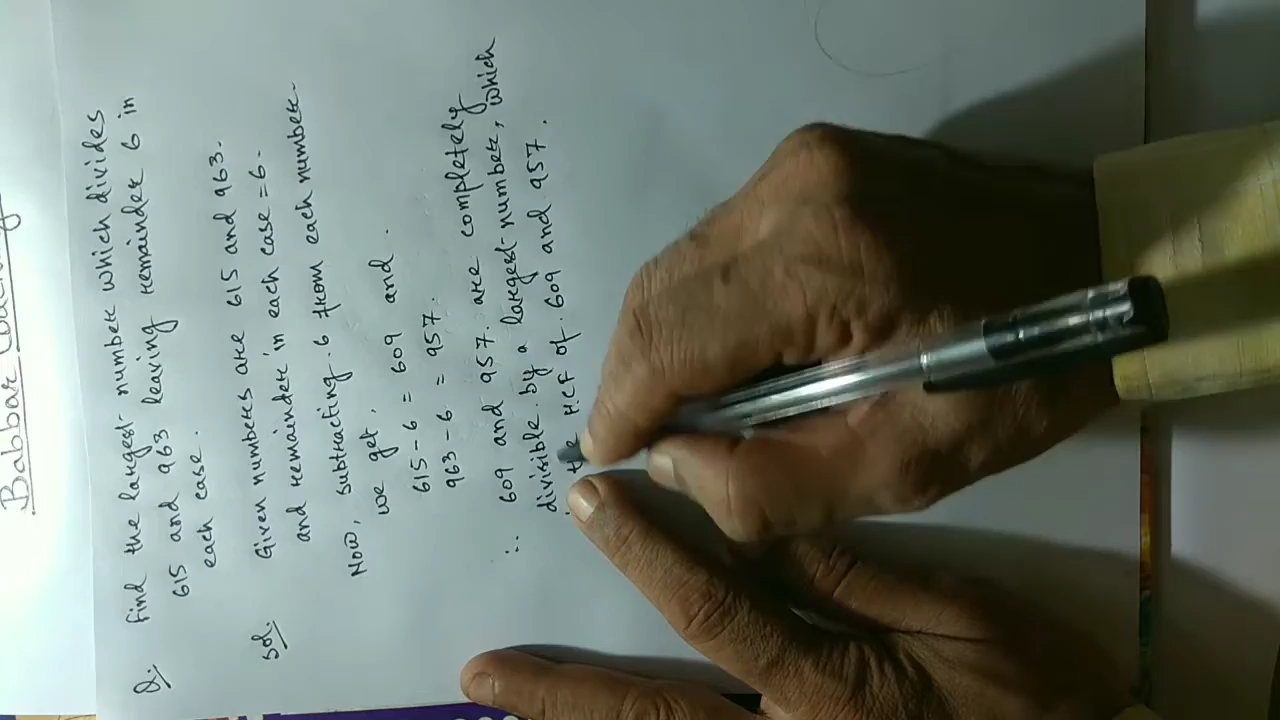 Babbar Coaching
Q. Find the largest number which divides
615 and 963 leaving remainder 6 in
each case.
Sol. Given numbers are 615 and 963.
and remainder in each case = 6.
Now, subtracting 6 from each number.
we get,
615 - 6 = 609 and.
963 - 6 = 957.
∴ 609 and 957. are completely
divisible by a largest number, which
the HCF of 609 and 957.